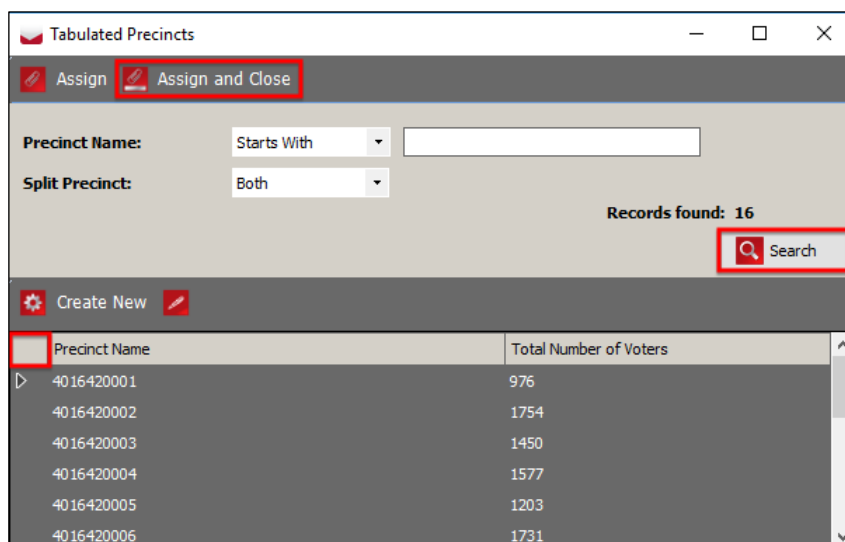 Tabulated Precincts
Assign Assign and Close
Precinct Name: Starts With
Split Precinct: Both
Records found: 16
Search
Create New
Precinct Name Total Number of Voters
4016420001 976
4016420002 1754
4016420003 1450
4016420004 1577
4016420005 1203
4016420006 1731